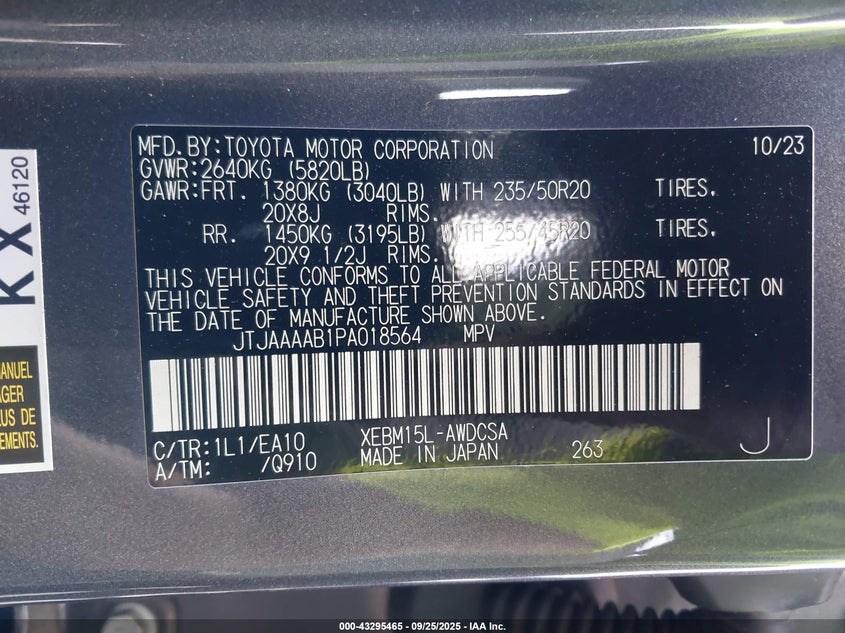 MFD.BY:TOYOTA MOTOR CORPORATION 10/23
GVWR:2640KG (5820LB)
GAWR:FRT. 1380KG (3040LB) WITH 235/50R20 TIRES.
20X8J RIMS.
RR. 1450KG (3195LB) WITH 255/45R20 TIRES.
20X9 1/2J RIMS.
THIS VEHICLE CONFORMS TO ALL APPLICABLE FEDERAL MOTOR
VEHICLE SAFETY AND THEFT PREVENTION STANDARDS IN EFFECT ON
THE DATE OF MANUFACTURE SHOWN ABOVE.
JTJAAAAB1PA018564 MPV
C/TR:1L1/EA10 XEBM15L-AWDCSA
A/TM: /Q910 MADE IN JAPAN 263 J
KX 46120
MANUEL
US DE
000-43295465 - 09/25/2025 - IAA Inc.